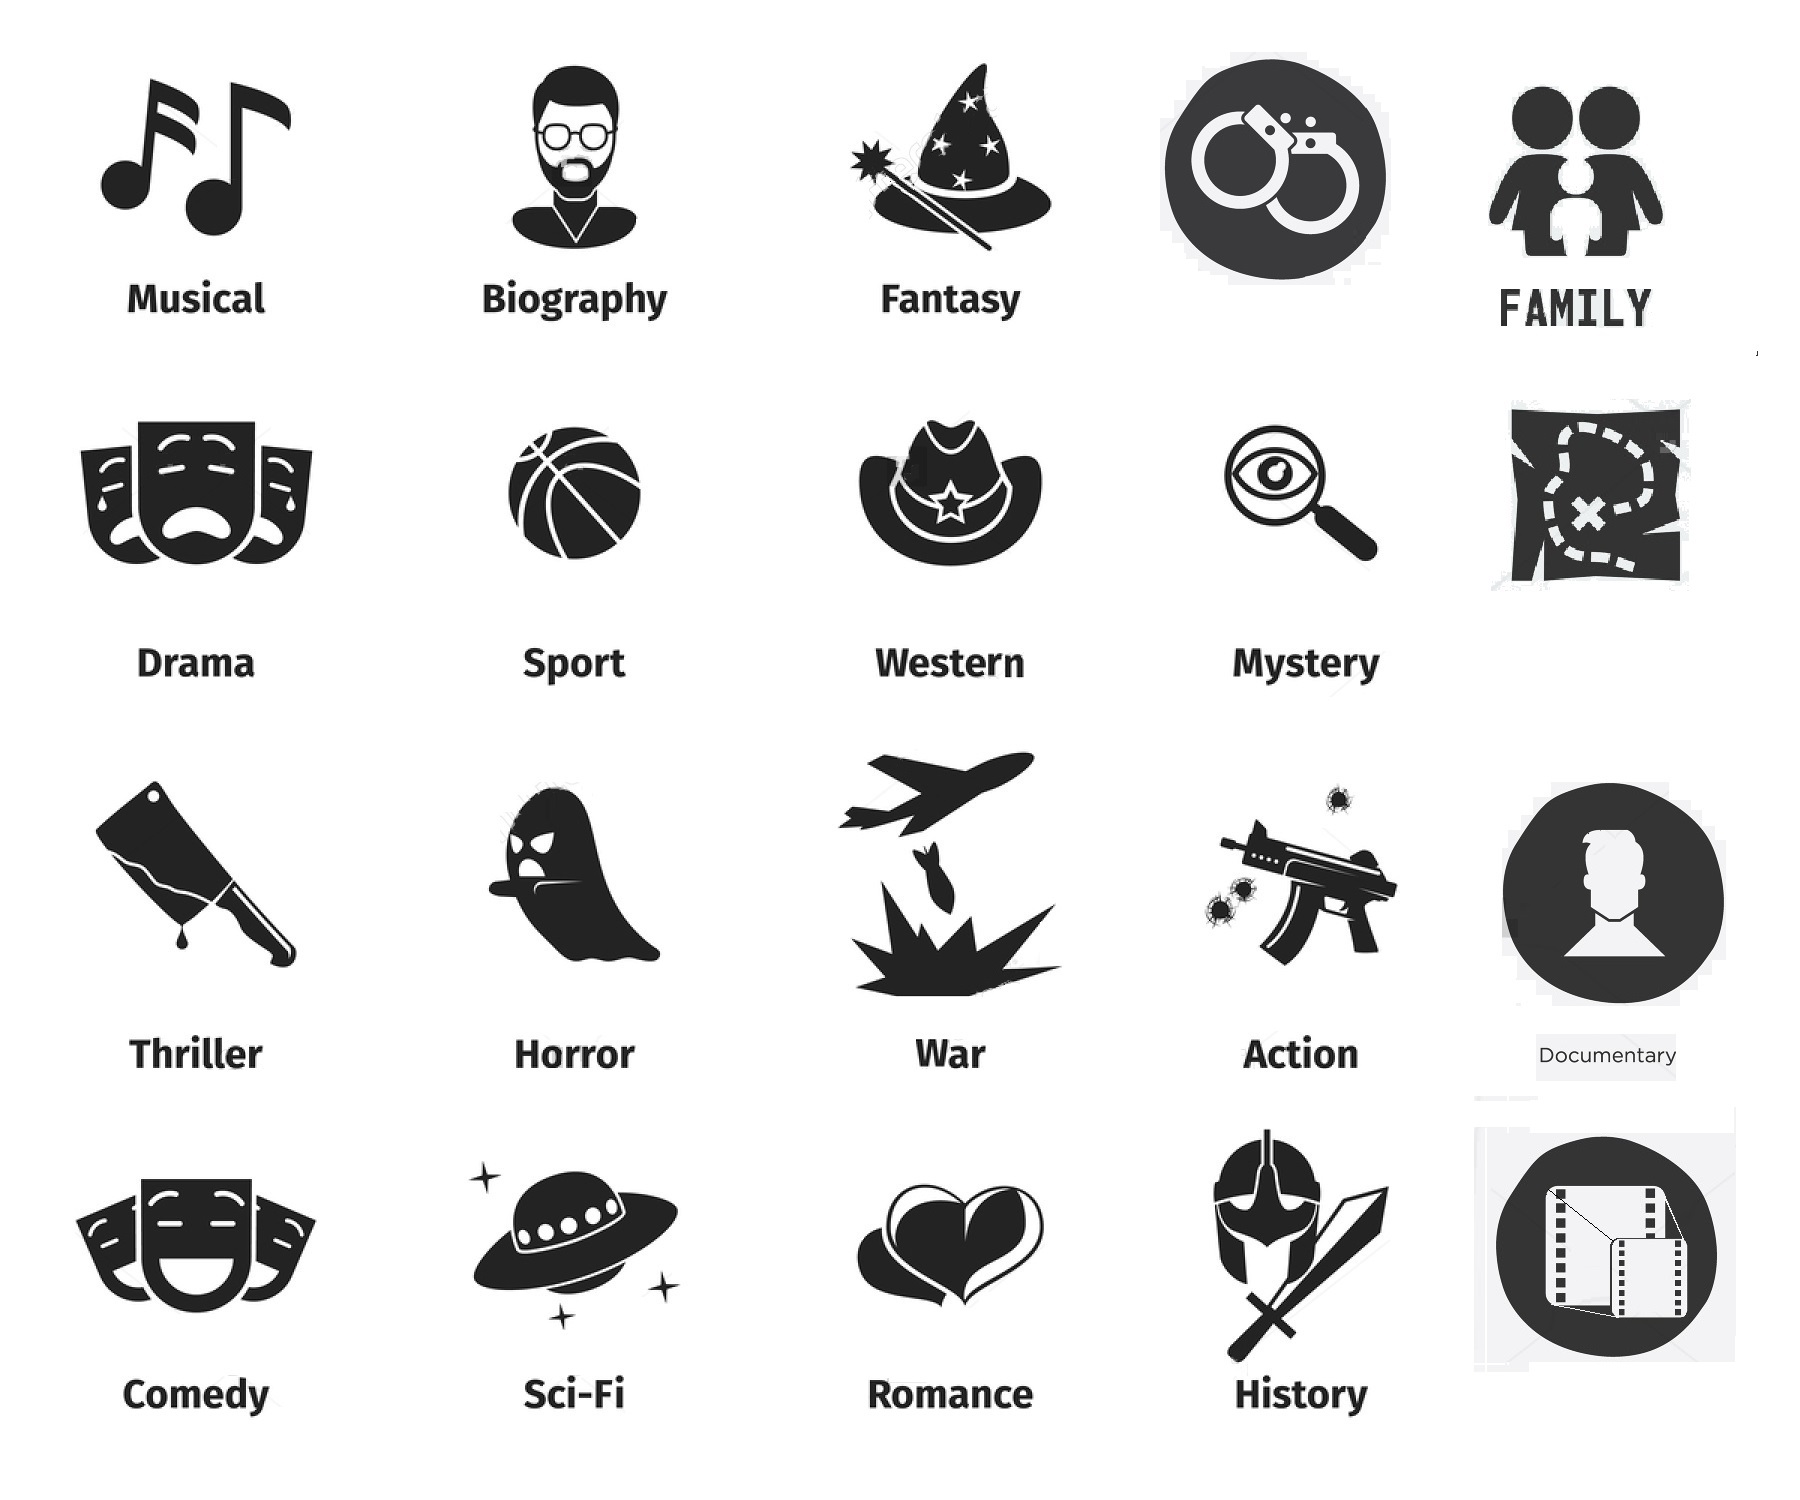 Musical
Biography
Fantasy
FAMILY
Drama
Sport
Western
Mystery
Thriller
Horror
War
Action
Documentary
Comedy
Sci-Fi
Romance
History